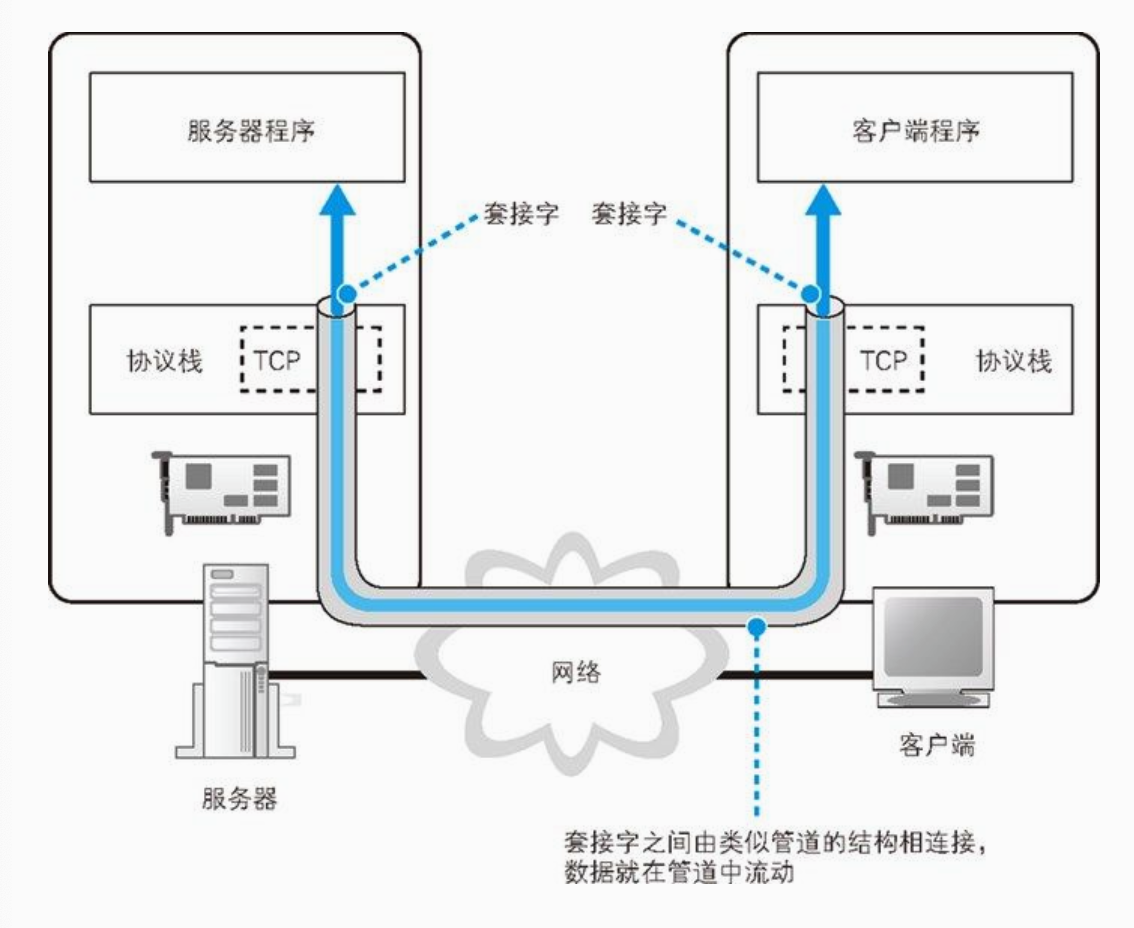 服务器程序
客户端程序
套接字
套接字
协议栈
TCP
TCP
协议栈
网络
客户端
服务器
套接字之间由类似管道的结构相连接，
数据就在管道中流动